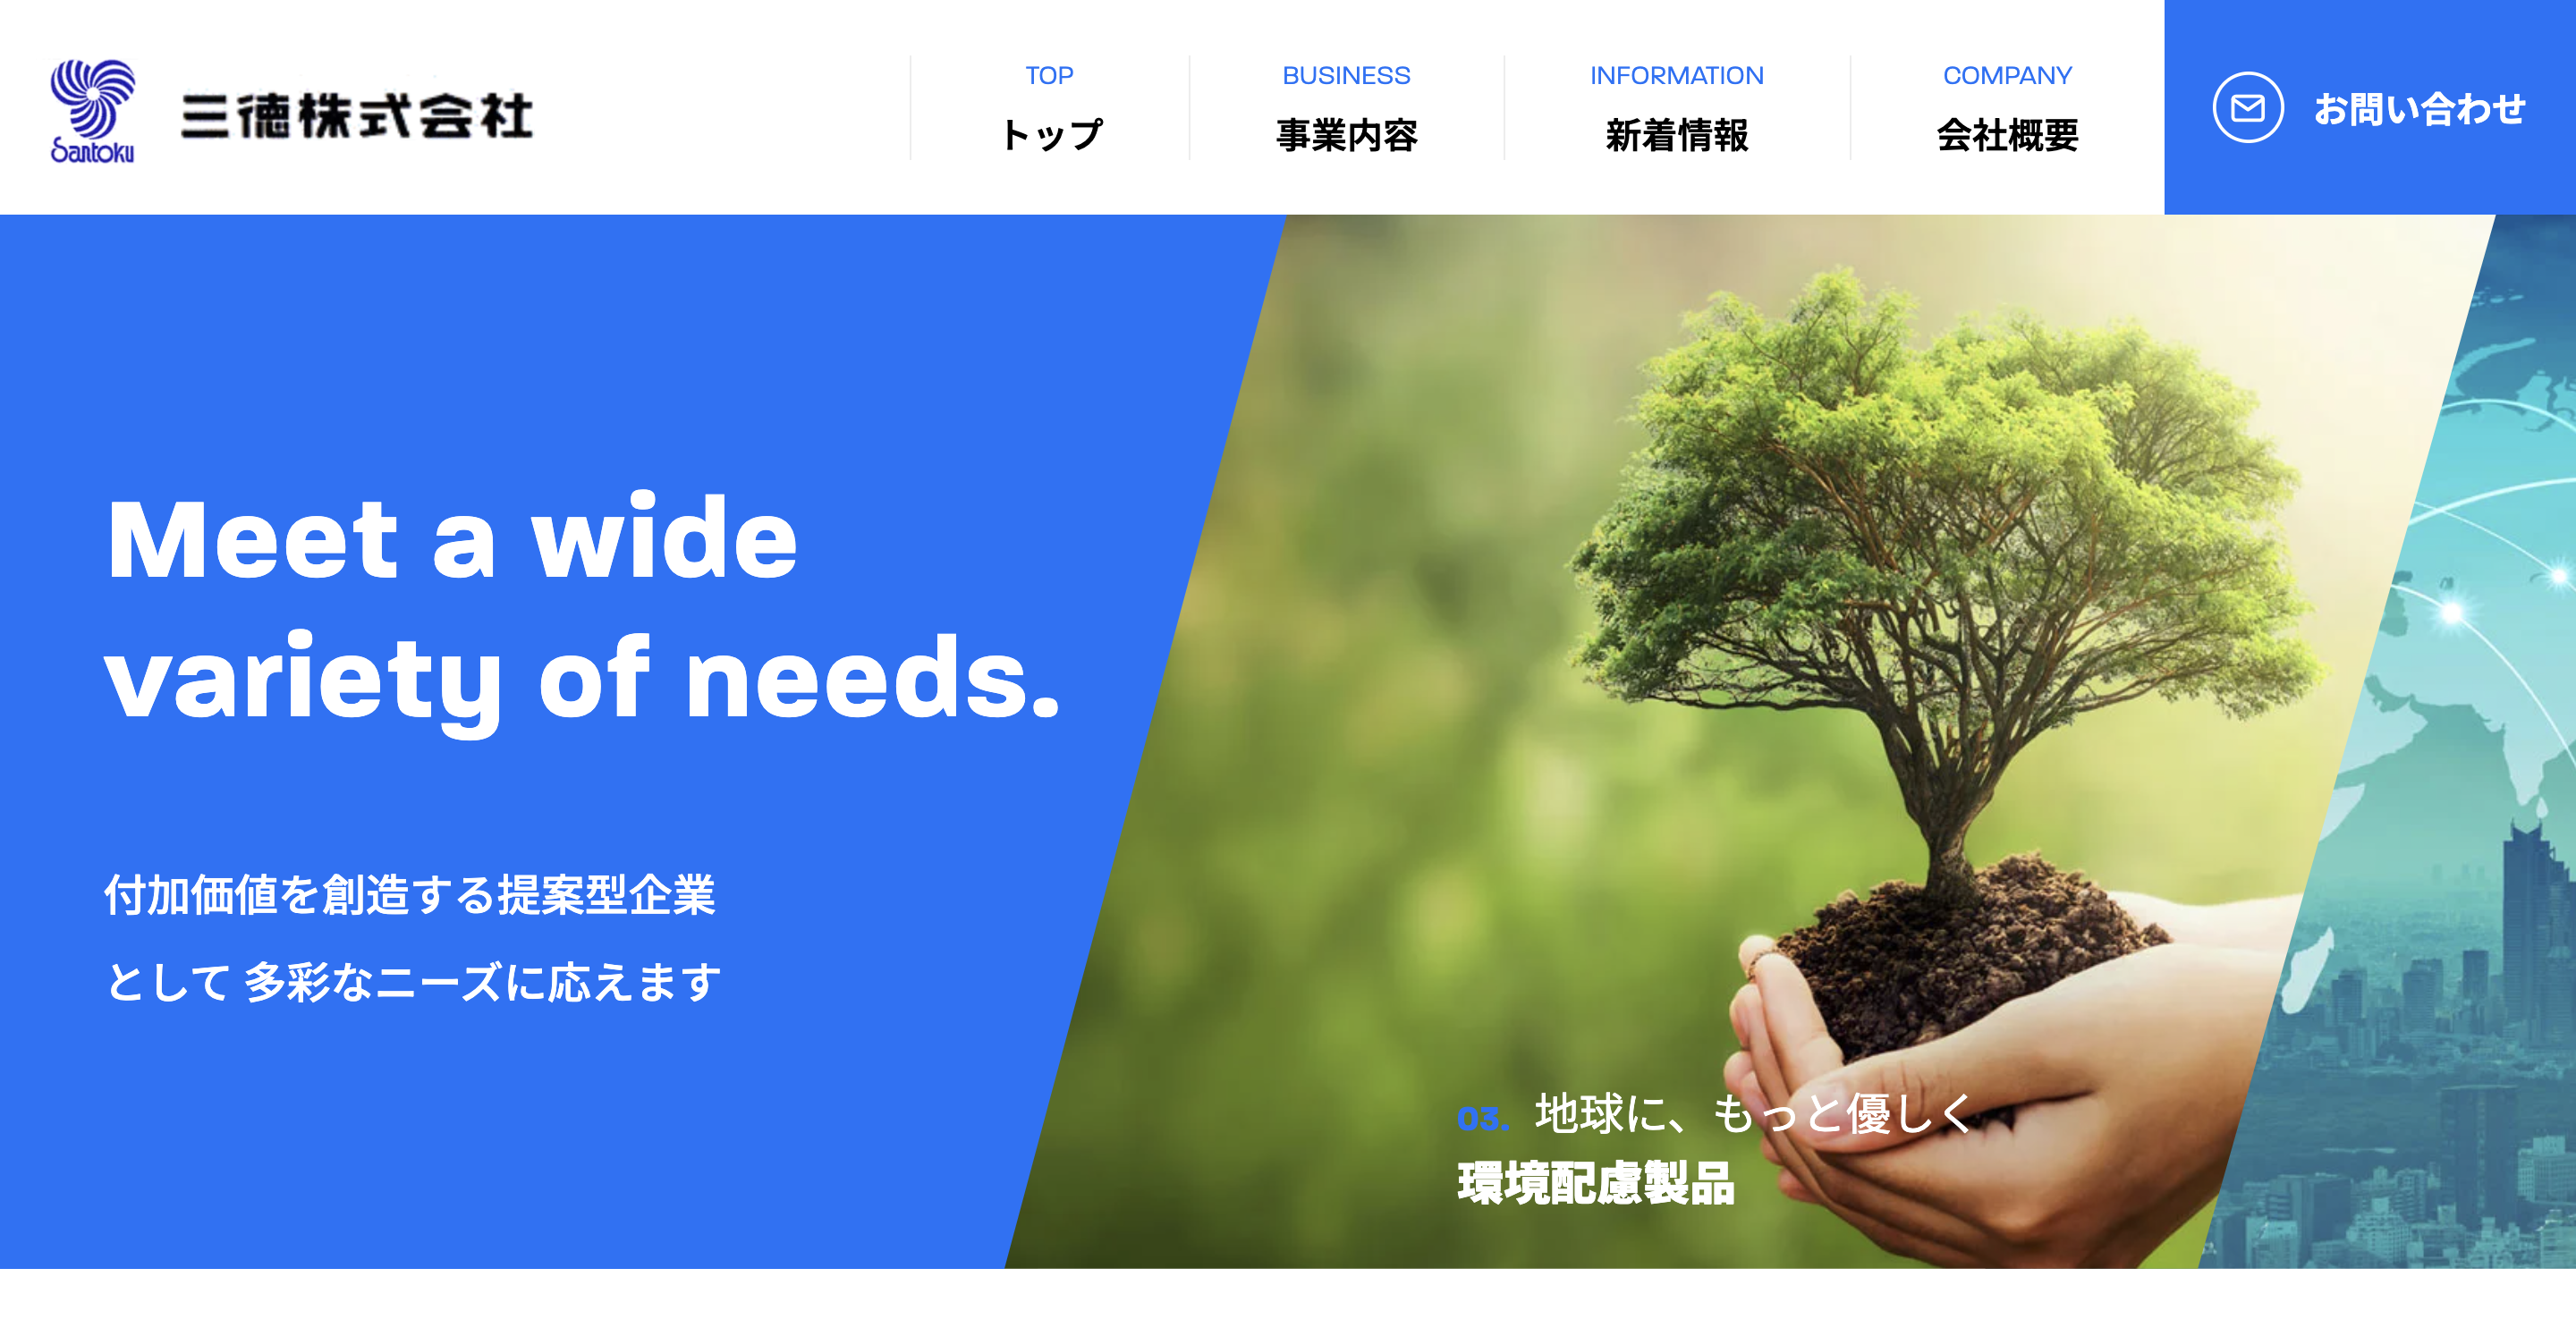 Santoku
三徳株式会社
TOP
トップ
BUSINESS
事業内容
INFORMATION
新着情報
COMPANY
会社概要
お問い合わせ
Meet a wide
variety of needs.
付加価値を創造する提案型企業
として 多彩なニーズに応えます
03. 地球に、もっと優しく
環境配慮製品